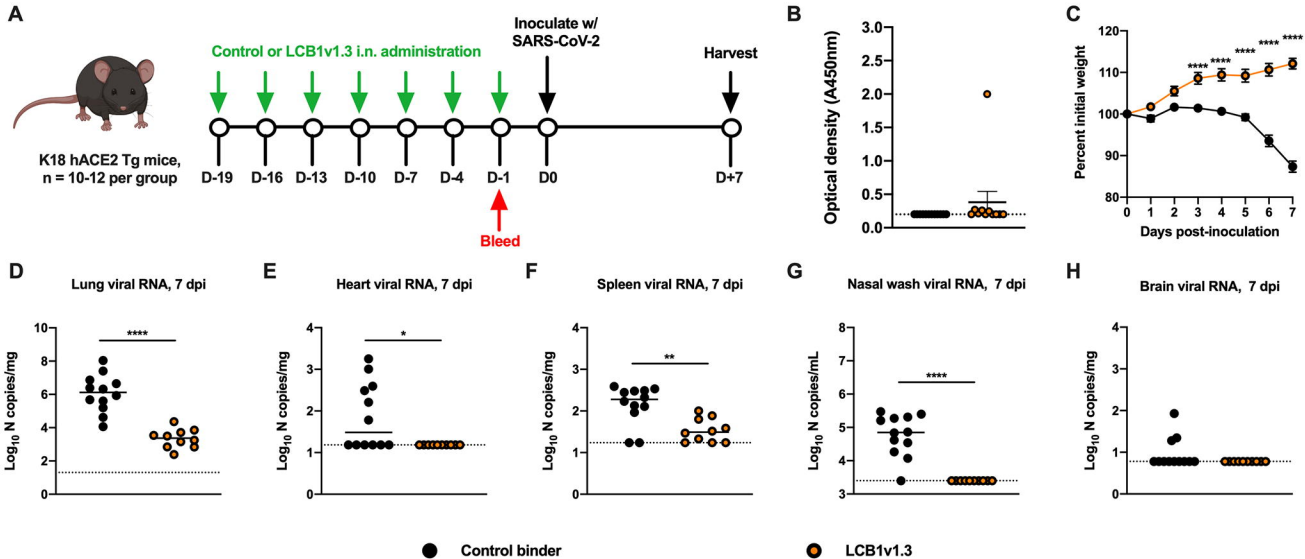 A
Control or LCB1v1.3 i.n. administration
Inoculate w/
SARS-CoV-2
Harvest
K18 hACE2 Tg mice,
n = 10-12 per group
D-19
D-16
D-13
D-10
D-7
D-4
D-1
D0
D+7
Bleed
B
Optical density (A450nm)
3.0
2.5
2.0
1.5
1.0
0.5
0.0
C
Percent initial weight
120
110
100
90
80
****
****
****
****
****
0 1 2 3 4 5 6 7
Days post-inoculation
D
Lung viral RNA, 7 dpi
Log10 N copies/mg
10
8
6
4
2
0
****
E
Heart viral RNA, 7 dpi
Log10 N copies/mg
4
3
2
1
0
*
F
Spleen viral RNA, 7 dpi
Log10 N copies/mg
4
3
2
1
0
**
G
Nasal wash viral RNA, 7 dpi
Log10 N copies/mL
8
7
6
5
4
3
****
H
Brain viral RNA, 7 dpi
Log10 N copies/mg
4
3
2
1
0
Control binder
LCB1v1.3